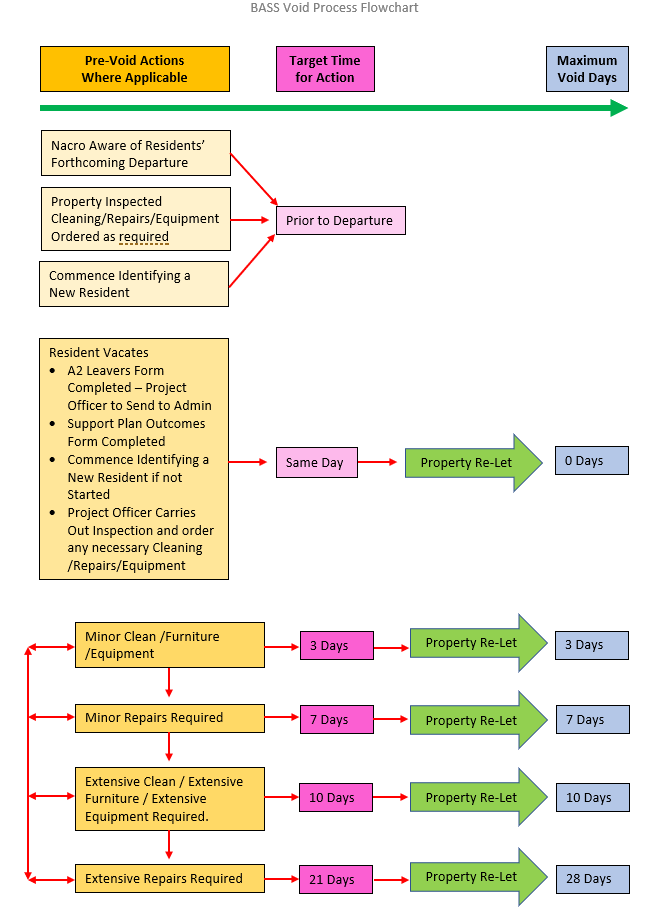 BASS Void Process Flowchart
Pre-Void Actions
Where Applicable
Target Time
for Action
Maximum
Void Days
Nacro Aware of Residents’
Forthcoming Departure
Property Inspected
Cleaning/Repairs/Equipment
Ordered as required
Prior to Departure
Commence Identifying a
New Resident
Resident Vacates
• A2 Leavers Form
Completed – Project
Officer to Send to Admin
• Support Plan Outcomes
Form Completed
• Commence Identifying a
New Resident if not
Started
• Project Officer Carries
Out Inspection and order
any necessary Cleaning
/Repairs/Equipment
Same Day
Property Re-Let
0 Days
Minor Clean /Furniture
/Equipment
3 Days
Property Re-Let
3 Days
Minor Repairs Required
7 Days
Property Re-Let
7 Days
Extensive Clean / Extensive
Furniture / Extensive
Equipment Required.
10 Days
Property Re-Let
10 Days
Extensive Repairs Required
21 Days
Property Re-Let
28 Days